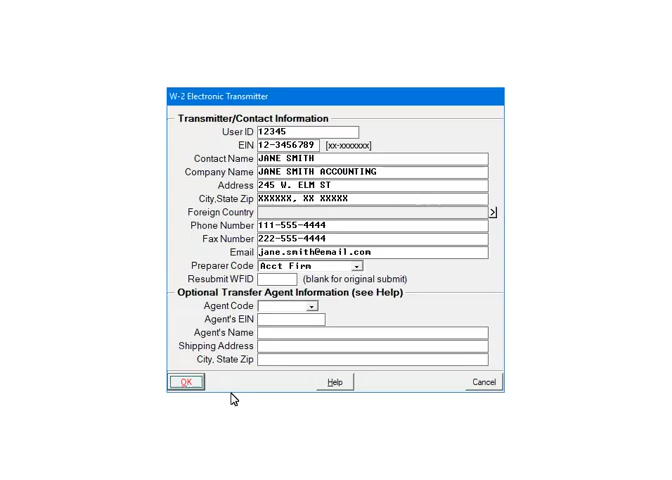 W-2 Electronic Transmitter
Transmitter/Contact Information
User ID 12345
EIN 12-3456789 [xx-xxxxxxx]
Contact Name JANE SMITH
Company Name JANE SMITH ACCOUNTING
Address 245 W. ELM ST
City,State Zip XXXXXX, XX XXXXX
Foreign Country >
Phone Number 111-555-4444
Fax Number 222-555-4444
Email jane.smith@email.com
Preparer Code Acct Firm
Resubmit WFID (blank for original submit)
Optional Transfer Agent Information (see Help)
Agent Code
Agent's EIN
Agent's Name
Shipping Address
City, State Zip
OK Help Cancel